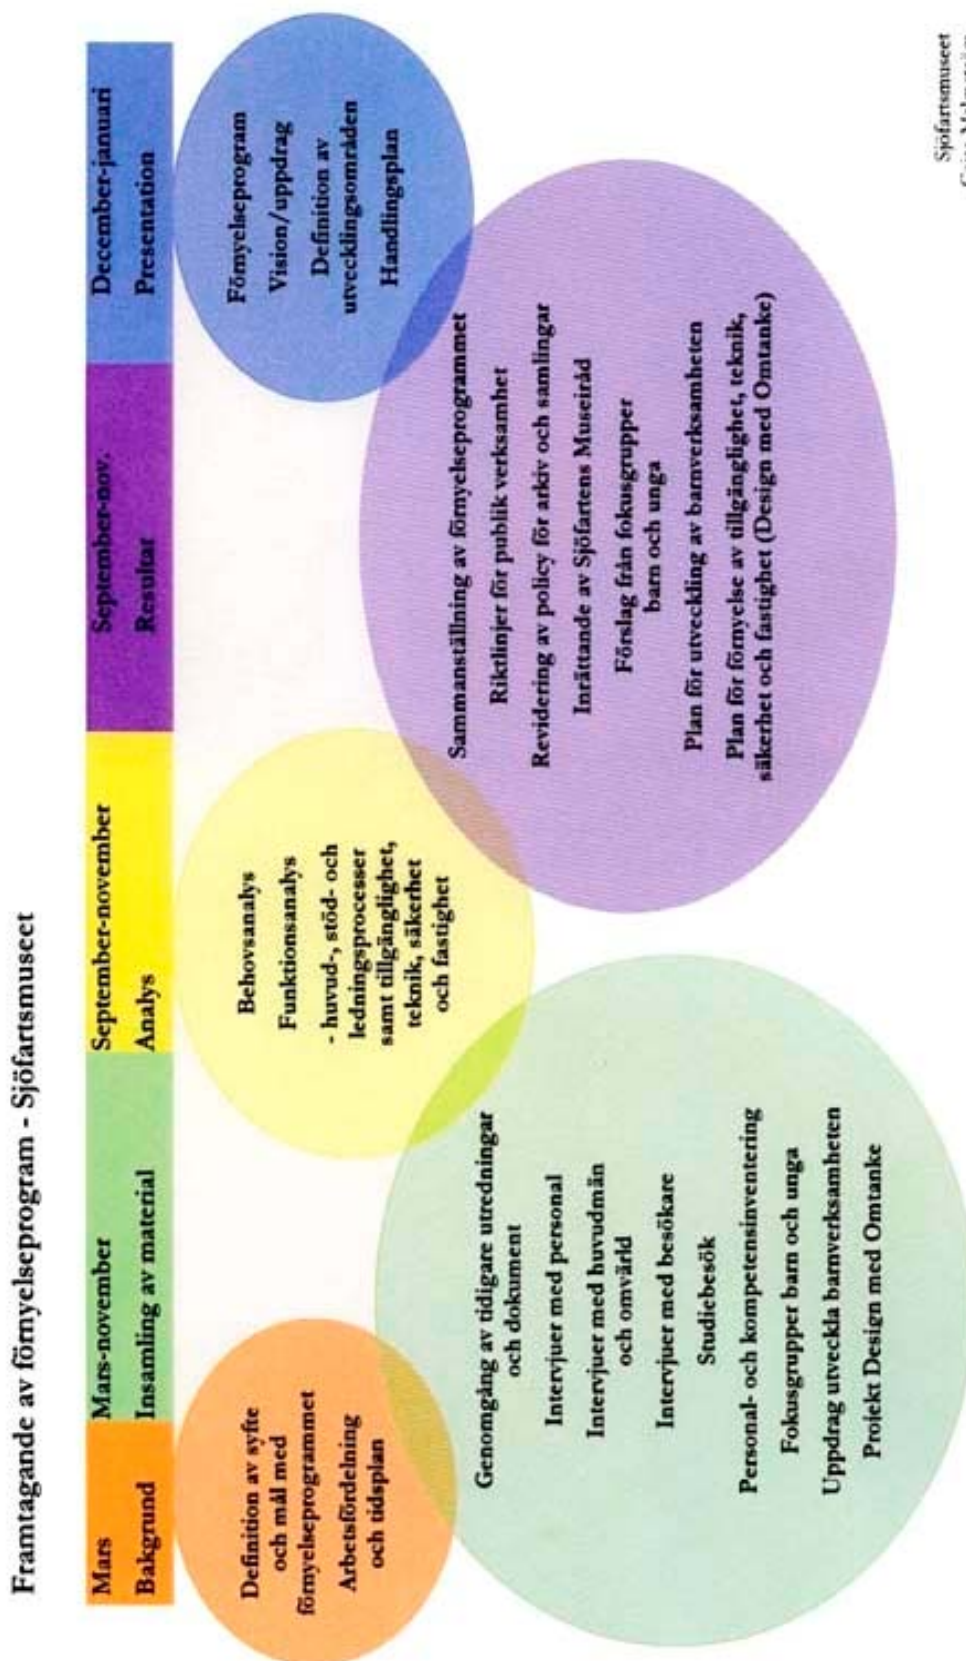 Framtagande av förnyelseprogram - Sjöfartsmuseet
Mars
Bakgrund
Mars-november
Insamling av material
September-november
Analys
September-nov.
Resultat
December-januari
Presentation
Definition av syfte
och mål med
förnyelseprogrammet
Arbetsfördelning
och tidsplan
Genomgång av tidigare utredningar
och dokument
Intervjuer med personal
Intervjuer med huvudmän
och omvärld
Intervjuer med besökare
Studiebesök
Personal- och kompetensinventering
Fokusgrupper barn och unga
Uppdrag utveckla barnverksamheten
Projekt Design med Omtanke
Behovsanalys
Funktionsanalys
- huvud-, stöd- och
ledningsprocesser
samt tillgänglighet,
teknik, säkerhet
och fastighet
Sammanställning av förnyelseprogrammet
Riktlinjer för publik verksamhet
Revidering av policy för arkiv och samlingar
Inrättande av Sjöfartens Museiråd
Förslag från fokusgrupper
barn och unga
Plan för utveckling av barnverksamheten
Plan för förnyelse av tillgänglighet, teknik,
säkerhet och fastighet (Design med Omtanke)
Förnyelseprogram
Vision/uppdrag
Definition av
utvecklingsområden
Handlingsplan
Sjöfartsmuseet